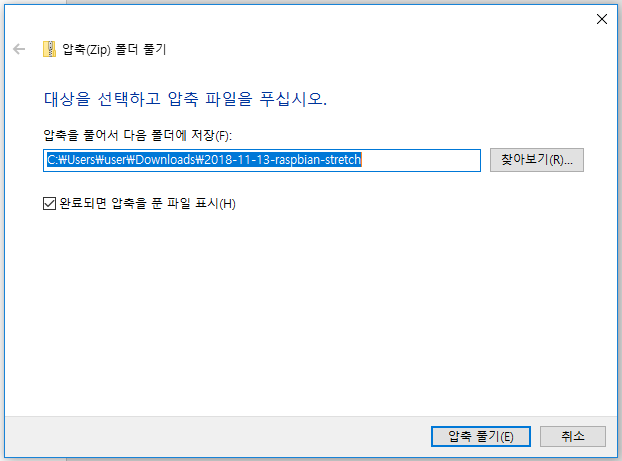 압축(Zip) 폴더 풀기
대상을 선택하고 압축 파일을 푸십시오.
압축을 풀어서 다음 폴더에 저장(F):
C:₩Users₩user₩Downloads₩2018-11-13-raspbian-stretch
찾아보기(R)...
완료되면 압축을 푼 파일 표시(H)
압축 풀기(E)
취소